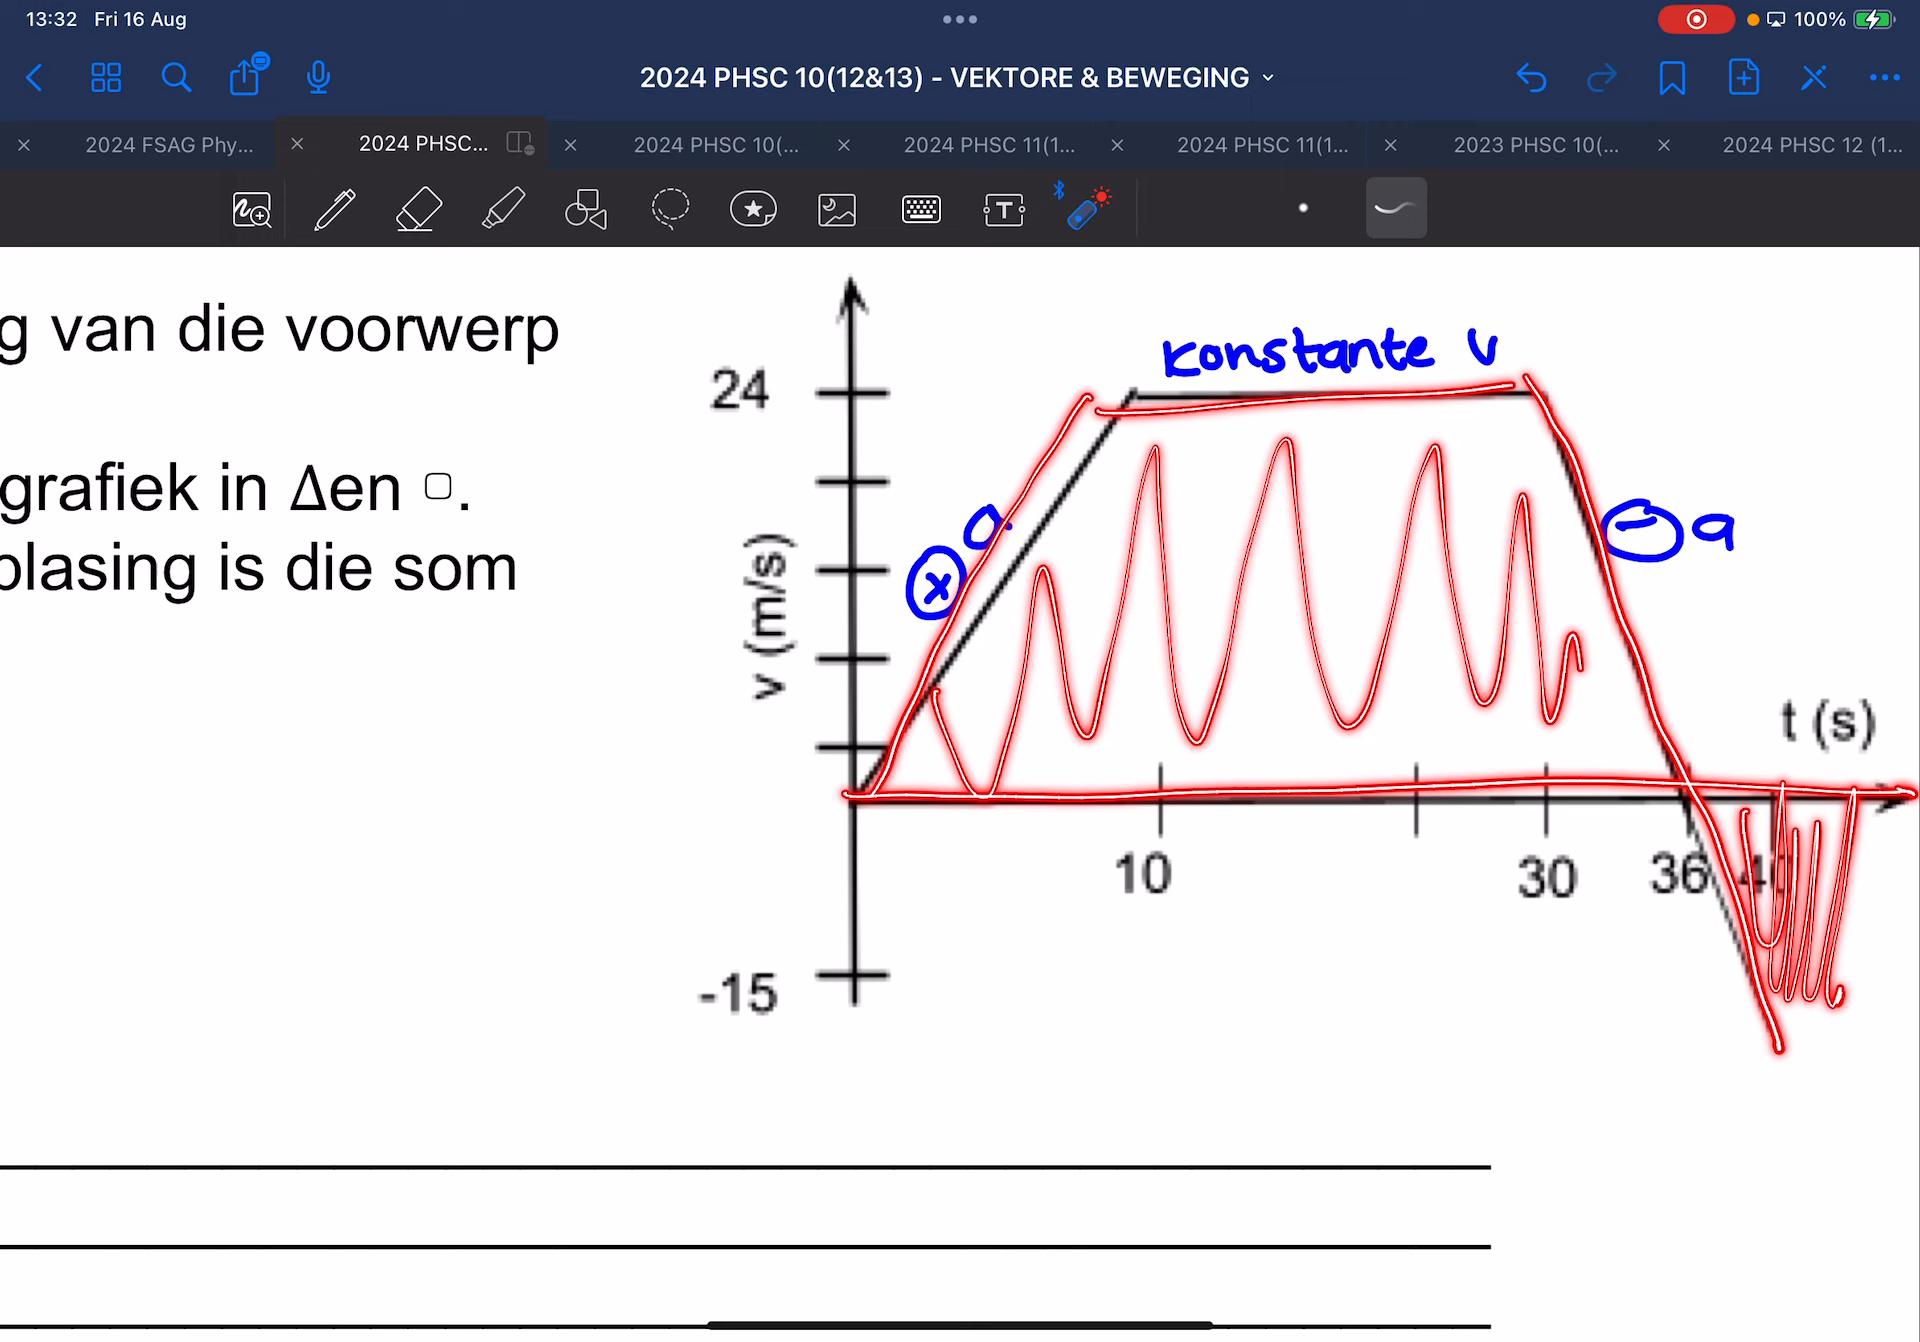 13:32 Fri 16 Aug
100%
2024 PHSC 10(12&13) - VEKTORE & BEWEGING
2024 FSAG Phy...
2024 PHSC...
2024 PHSC 10(...
2024 PHSC 11(1...
2024 PHSC 11(1...
2023 PHSC 10(...
2024 PHSC 12 (1...
g van die voorwerp
grafiek in Δen □.
plasing is die som
konstante v
24
a
a
v (m/s)
t (s)
10
30
36
40
-15